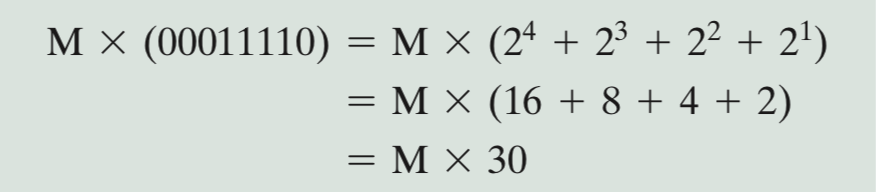 M × (00011110) = M × (2⁴ + 2³ + 2² + 2¹)
= M × (16 + 8 + 4 + 2)
= M × 30